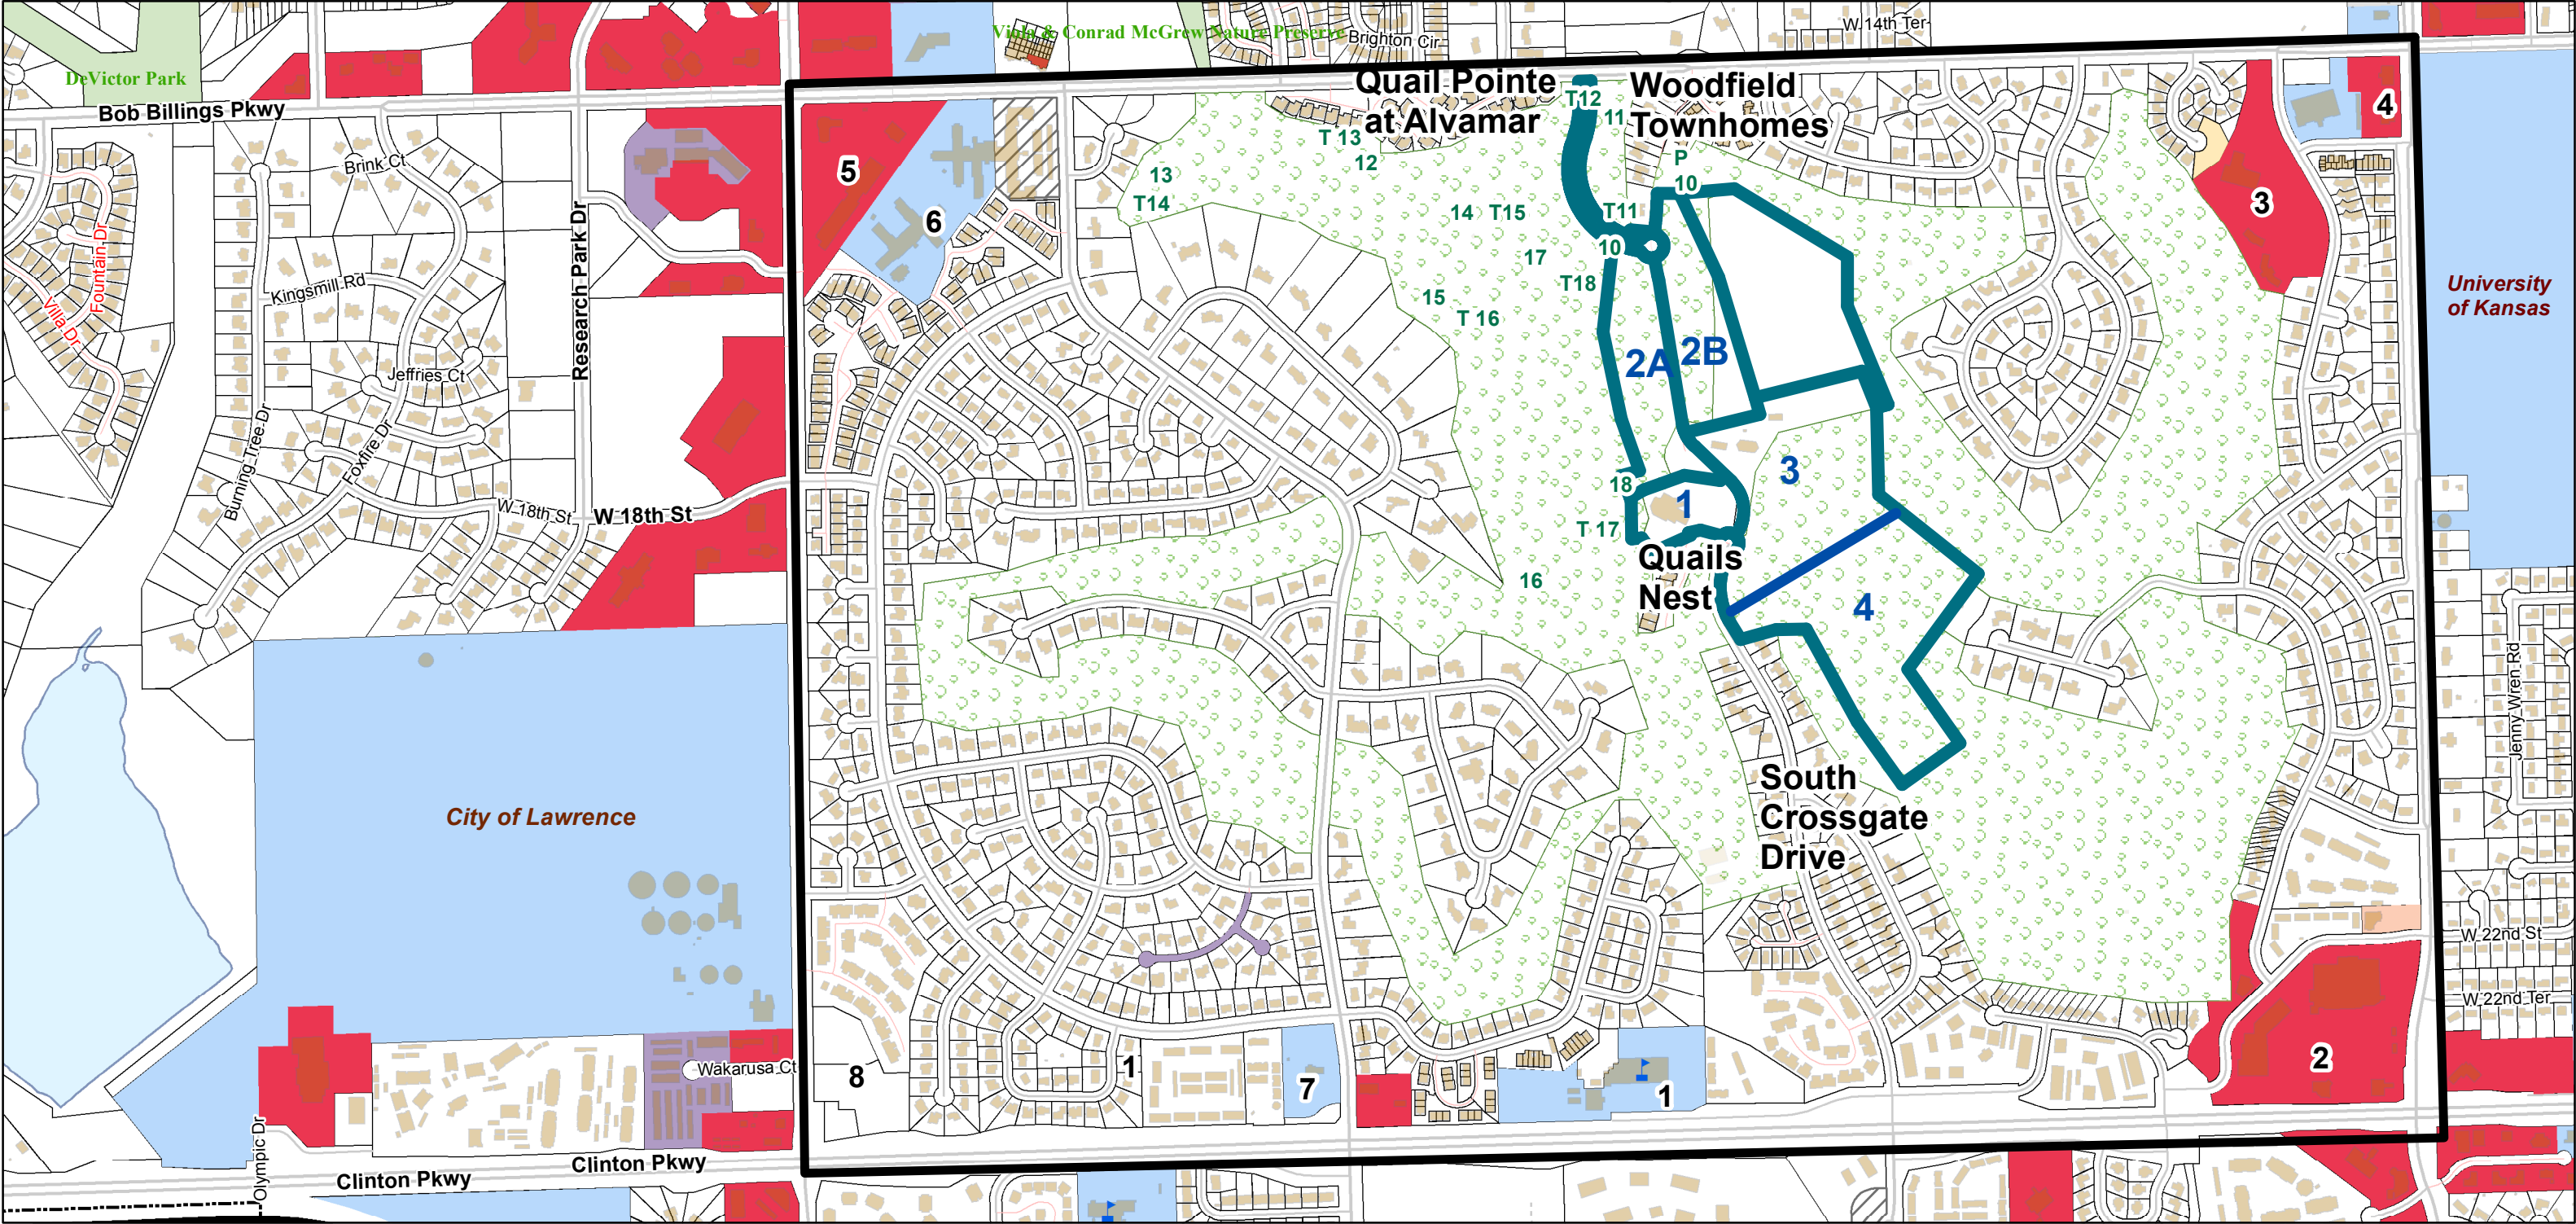 Viola & Conrad McGrew Nature Preserve
Brighton Cir
W 14th Ter
DeVictor Park
Bob Billings Pkwy
Quail Pointe
at Alvamar
Woodfield
Townhomes
T12
11
T 13
12
P
10
13
T14
14
T15
T11
10
17
T18
15
T 16
5
6
4
3
University
of Kansas
Brink Ct
Fountain Dr
Villa Dr
Kingsmill Rd
Research Park Dr
Jeffries Ct
Burning Tree Dr
Foxfire Dr
W 18th St
W 18th St
2A
2B
3
18
1
T 17
16
Quails
Nest
4
Jenny Wren Rd
South
Crossgate
Drive
City of Lawrence
W 22nd St
W 22nd Ter
Wakarusa Ct
8
1
7
1
2
Olympic Dr
Clinton Pkwy
Clinton Pkwy